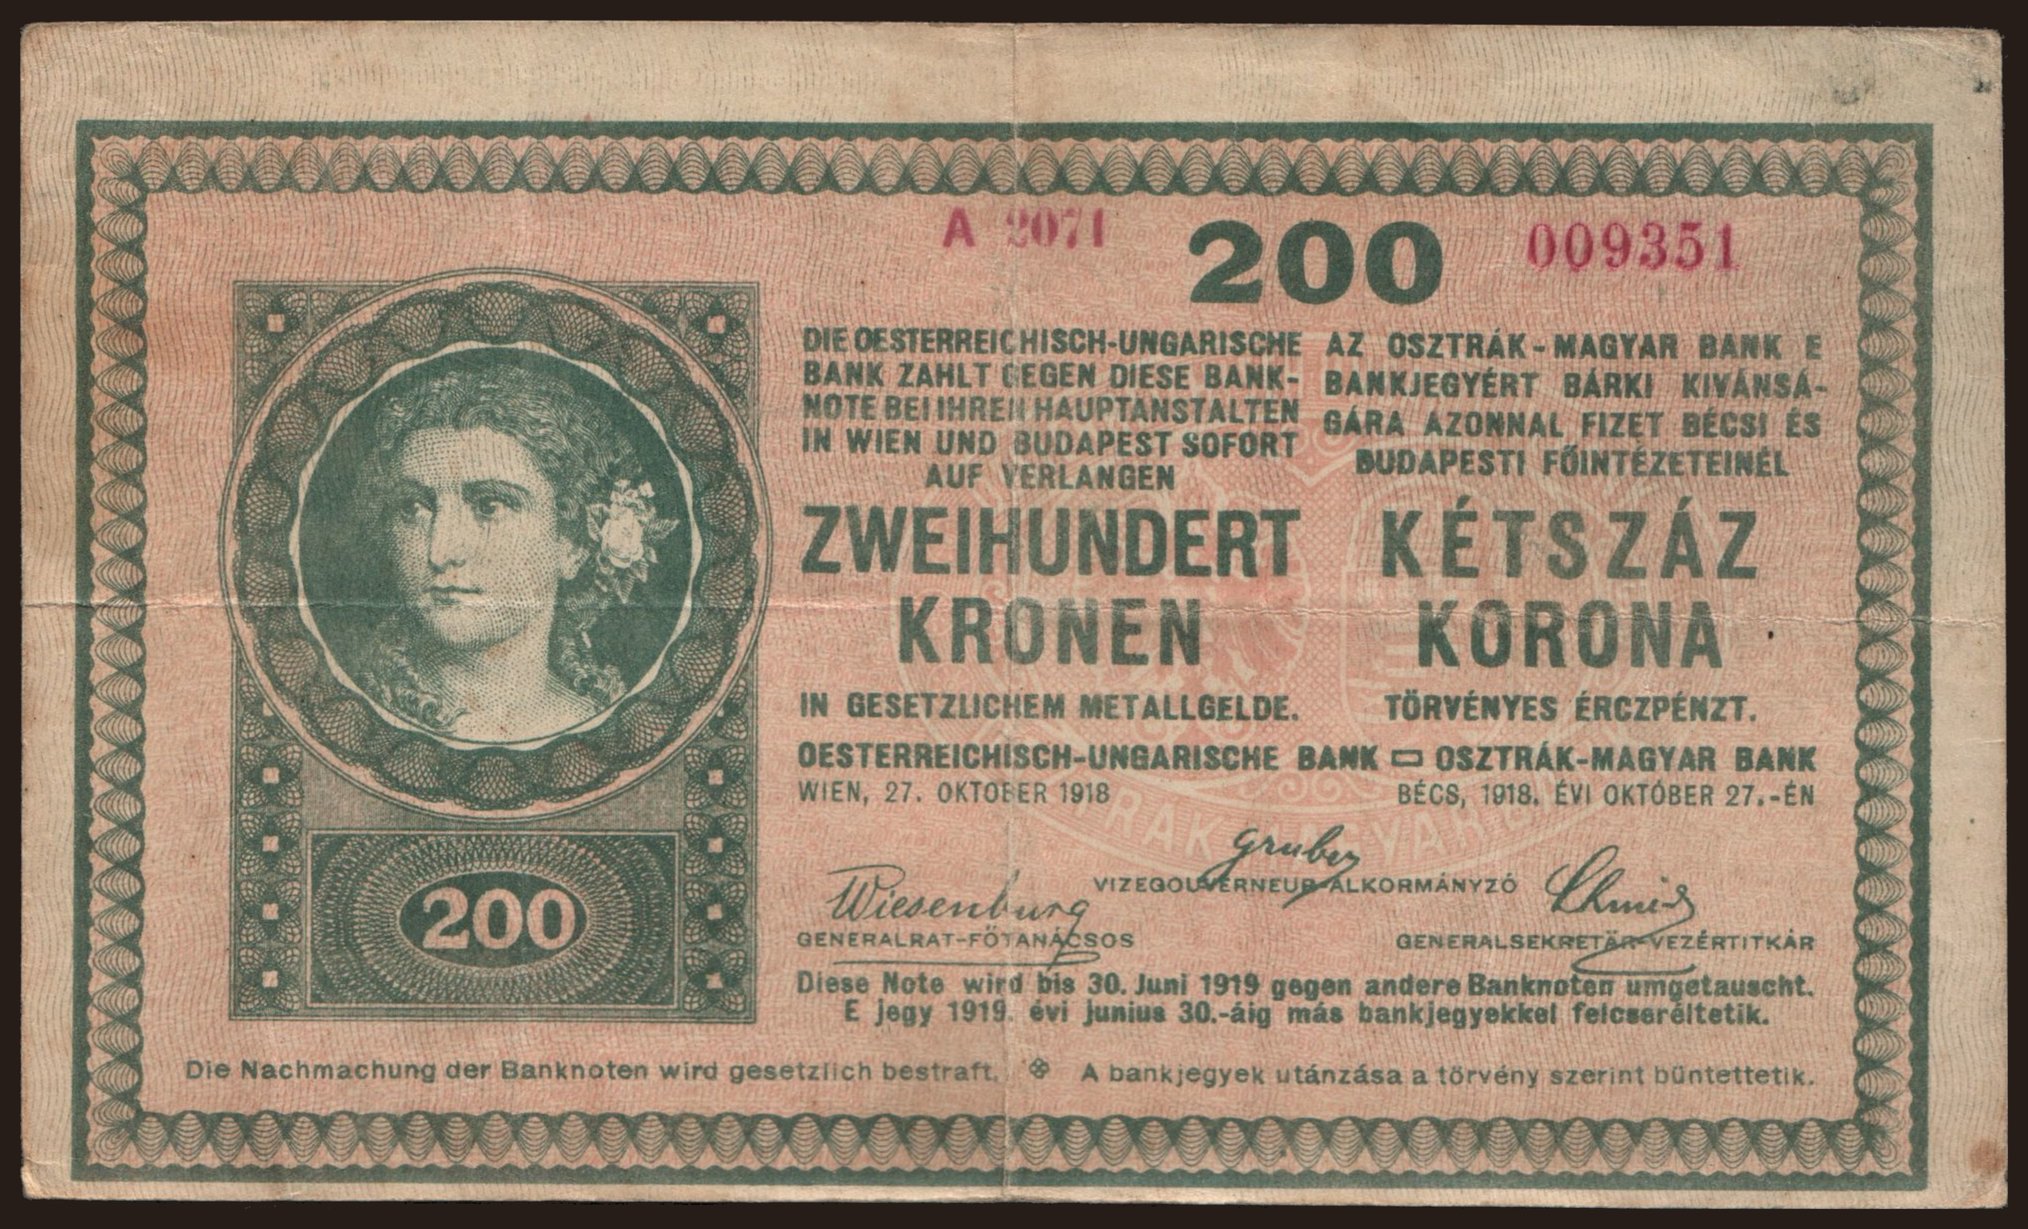 A 2071
200
009351
DIE OESTERREICHISCH-UNGARISCHE
BANK ZAHLT GEGEN DIESE BANK-
NOTE BEI IHREN HAUPTANSTALTEN
IN WIEN UND BUDAPEST SOFORT
AUF VERLANGEN
ZWEIHUNDERT
KRONEN
IN GESETZLICHEM METALLGELDE.
AZ OSZTRÁK-MAGYAR BANK E
BANKJEGYÉRT BÁRKI KIVÁNSÁ-
GÁRA AZONNAL FIZET BÉCSI ÉS
BUDAPESTI FŐINTÉZETEINÉL
KÉTSZÁZ
KORONA
TÖRVÉNYES ÉRCZPÉNZT.
OESTERREICHISCH-UNGARISCHE BANK ▭ OSZTRÁK-MAGYAR BANK
WIEN, 27. OKTOBER 1918
BÉCS, 1918. ÉVI OKTÓBER 27.-ÉN
Gruber
VIZEGOUVERNEUR-ALKORMÁNYZÓ
Wiesenburg
GENERALRAT-FŐTANÁCSOS
Schmid
GENERALSEKRETÄR-VEZÉRTITKÁR
200
Diese Note wird bis 30. Juni 1919 gegen andere Banknoten umgetauscht.
E jegy 1919. évi junius 30.-áig más bankjegyekkel felcseréltetik.
Die Nachmachung der Banknoten wird gesetzlich bestraft. A bankjegyek utánzása a törvény szerint büntettetik.